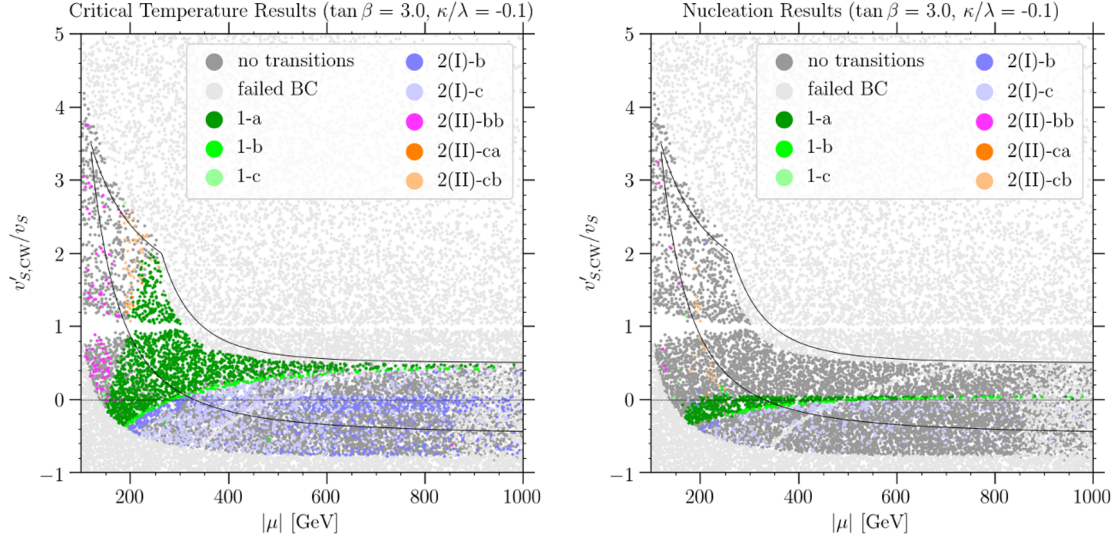 Critical Temperature Results (tan β = 3.0, κ/λ = -0.1)
5
4
3
2
1
0
−1
v′S,CW/vS
no transitions
failed BC
1-a
1-b
1-c
2(I)-b
2(I)-c
2(II)-bb
2(II)-ca
2(II)-cb
200
400
600
800
1000
|μ| [GeV]
Nucleation Results (tan β = 3.0, κ/λ = -0.1)
5
4
3
2
1
0
−1
v′S,CW/vS
no transitions
failed BC
1-a
1-b
1-c
2(I)-b
2(I)-c
2(II)-bb
2(II)-ca
2(II)-cb
200
400
600
800
1000
|μ| [GeV]